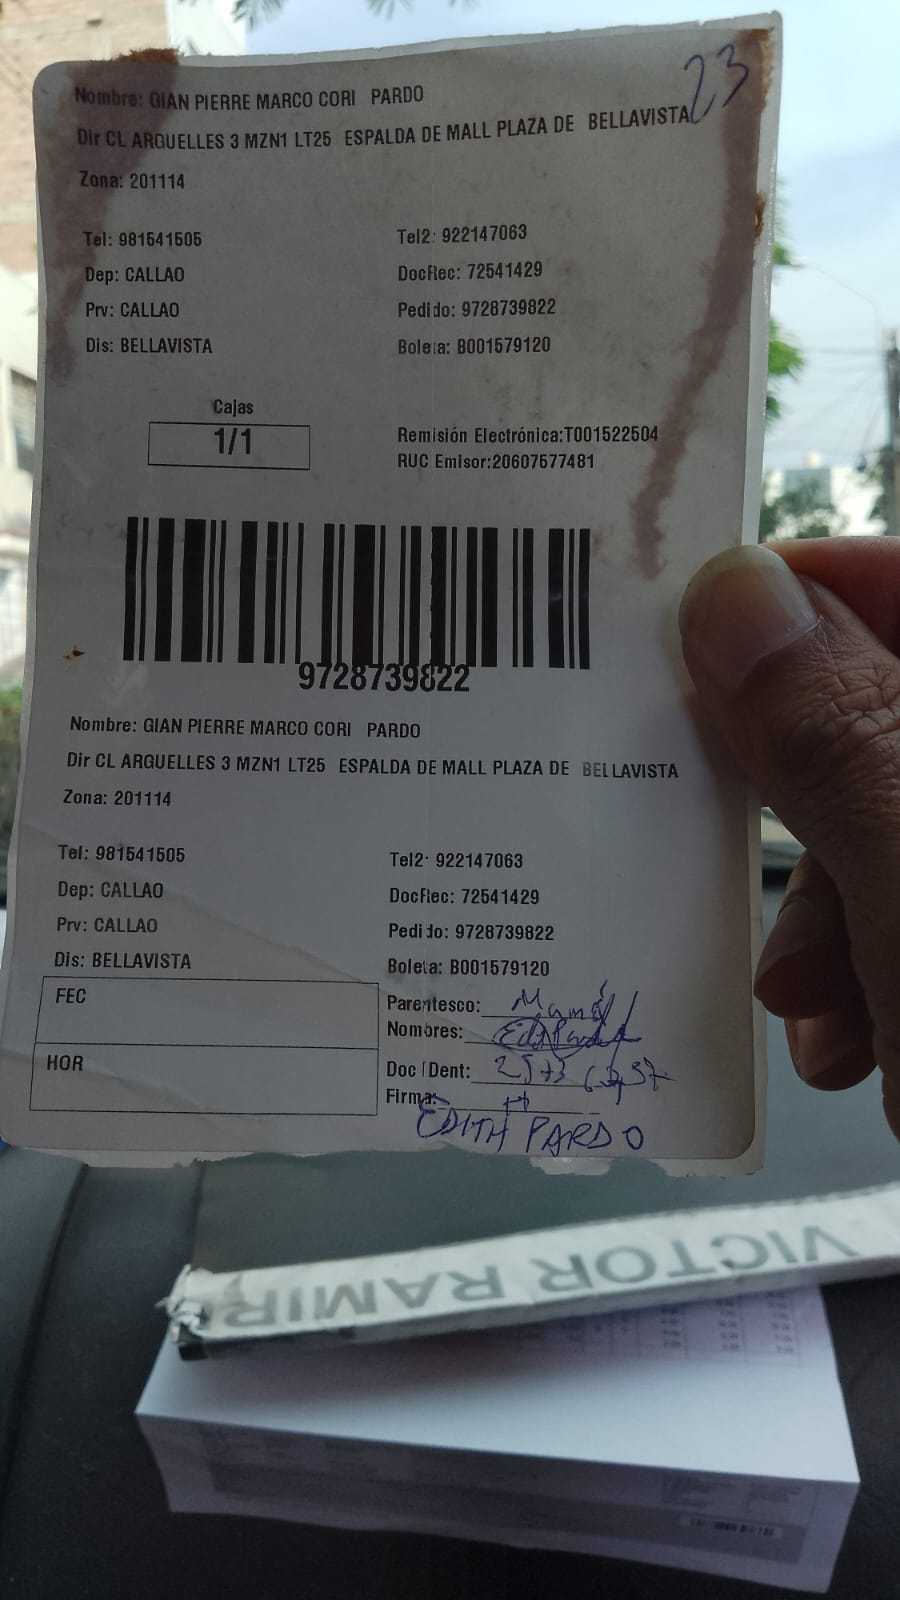 23
Nombre: GIAN PIERRE MARCO CORI PARDO
Dir CL ARGUELLES 3 MZN1 LT25 ESPALDA DE MALL PLAZA DE BELLAVISTA
Zona: 201114
Tel: 981541505 Tel2: 922147063
Dep: CALLAO DocRec: 72541429
Prv: CALLAO Pedido: 9728739822
Dis: BELLAVISTA Boleta: B001579120
Cajas
1/1
Remisión Electrónica:T001522504
RUC Emisor:20607577481
9728739822
Nombre: GIAN PIERRE MARCO CORI PARDO
Dir CL ARGUELLES 3 MZN1 LT25 ESPALDA DE MALL PLAZA DE BELLAVISTA
Zona: 201114
Tel: 981541505 Tel2: 922147063
Dep: CALLAO DocRec: 72541429
Prv: CALLAO Pedido: 9728739822
Dis: BELLAVISTA Boleta: B001579120
FEC
HOR
Parentesco: Mamá
Nombres:
Doc IDent:
Firma:
EDITH PARDO
VICTOR RAMIR